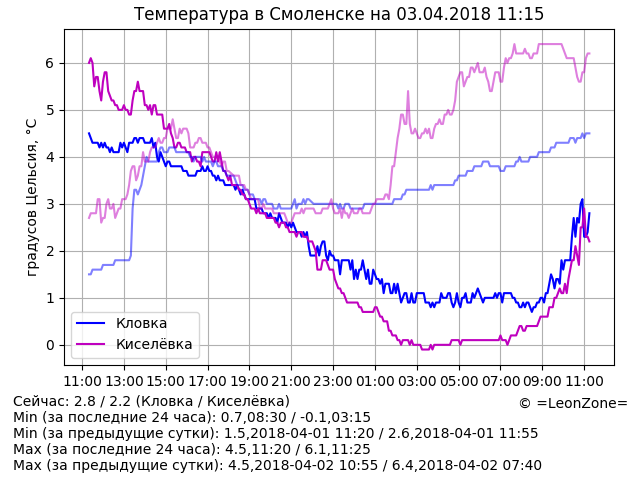 Температура в Смоленске на 03.04.2018 11:15
градусов Цельсия, °C
6
5
4
3
2
1
0
Кловка
Киселёвка
11:00 13:00 15:00 17:00 19:00 21:00 23:00 01:00 03:00 05:00 07:00 09:00 11:00
Сейчас: 2.8 / 2.2 (Кловка / Киселёвка)
© =LeonZone=
Min (за последние 24 часа): 0.7,08:30 / -0.1,03:15
Min (за предыдущие сутки): 1.5,2018-04-01 11:20 / 2.6,2018-04-01 11:55
Max (за последние 24 часа): 4.5,11:20 / 6.1,11:25
Max (за предыдущие сутки): 4.5,2018-04-02 10:55 / 6.4,2018-04-02 07:40